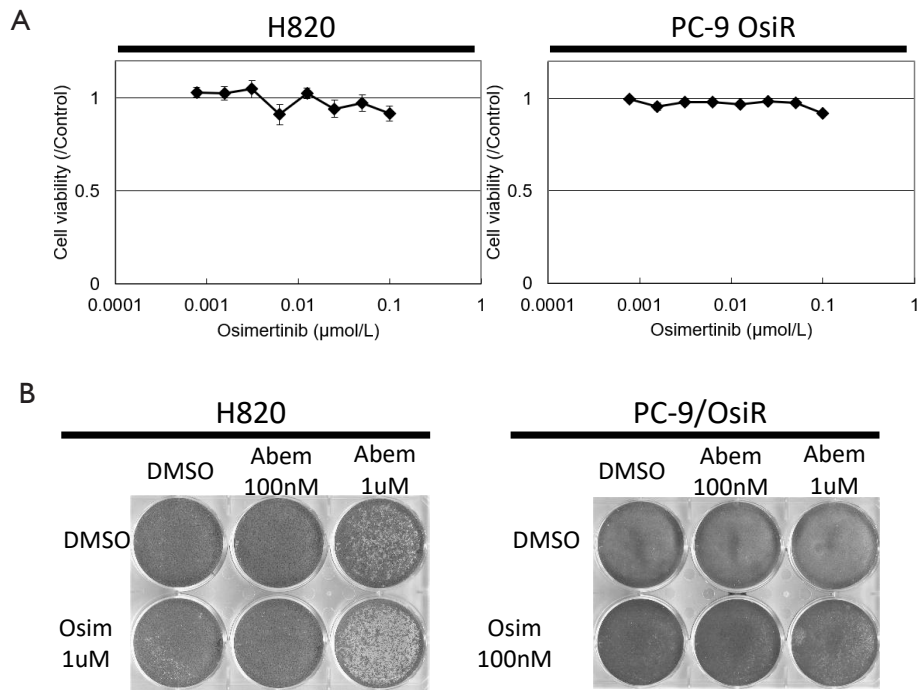 A
H820
PC-9 OsiR
Cell viability (/Control)
1
0.5
0
0.0001
0.001
0.01
0.1
1
Osimertinib (µmol/L)
Cell viability (/Control)
1
0.5
0
0.0001
0.001
0.01
0.1
1
Osimertinib (µmol/L)
B
H820
DMSO
Abem
100nM
Abem
1uM
DMSO
Osim
1uM
PC-9/OsiR
DMSO
Abem
100nM
Abem
1uM
DMSO
Osim
100nM